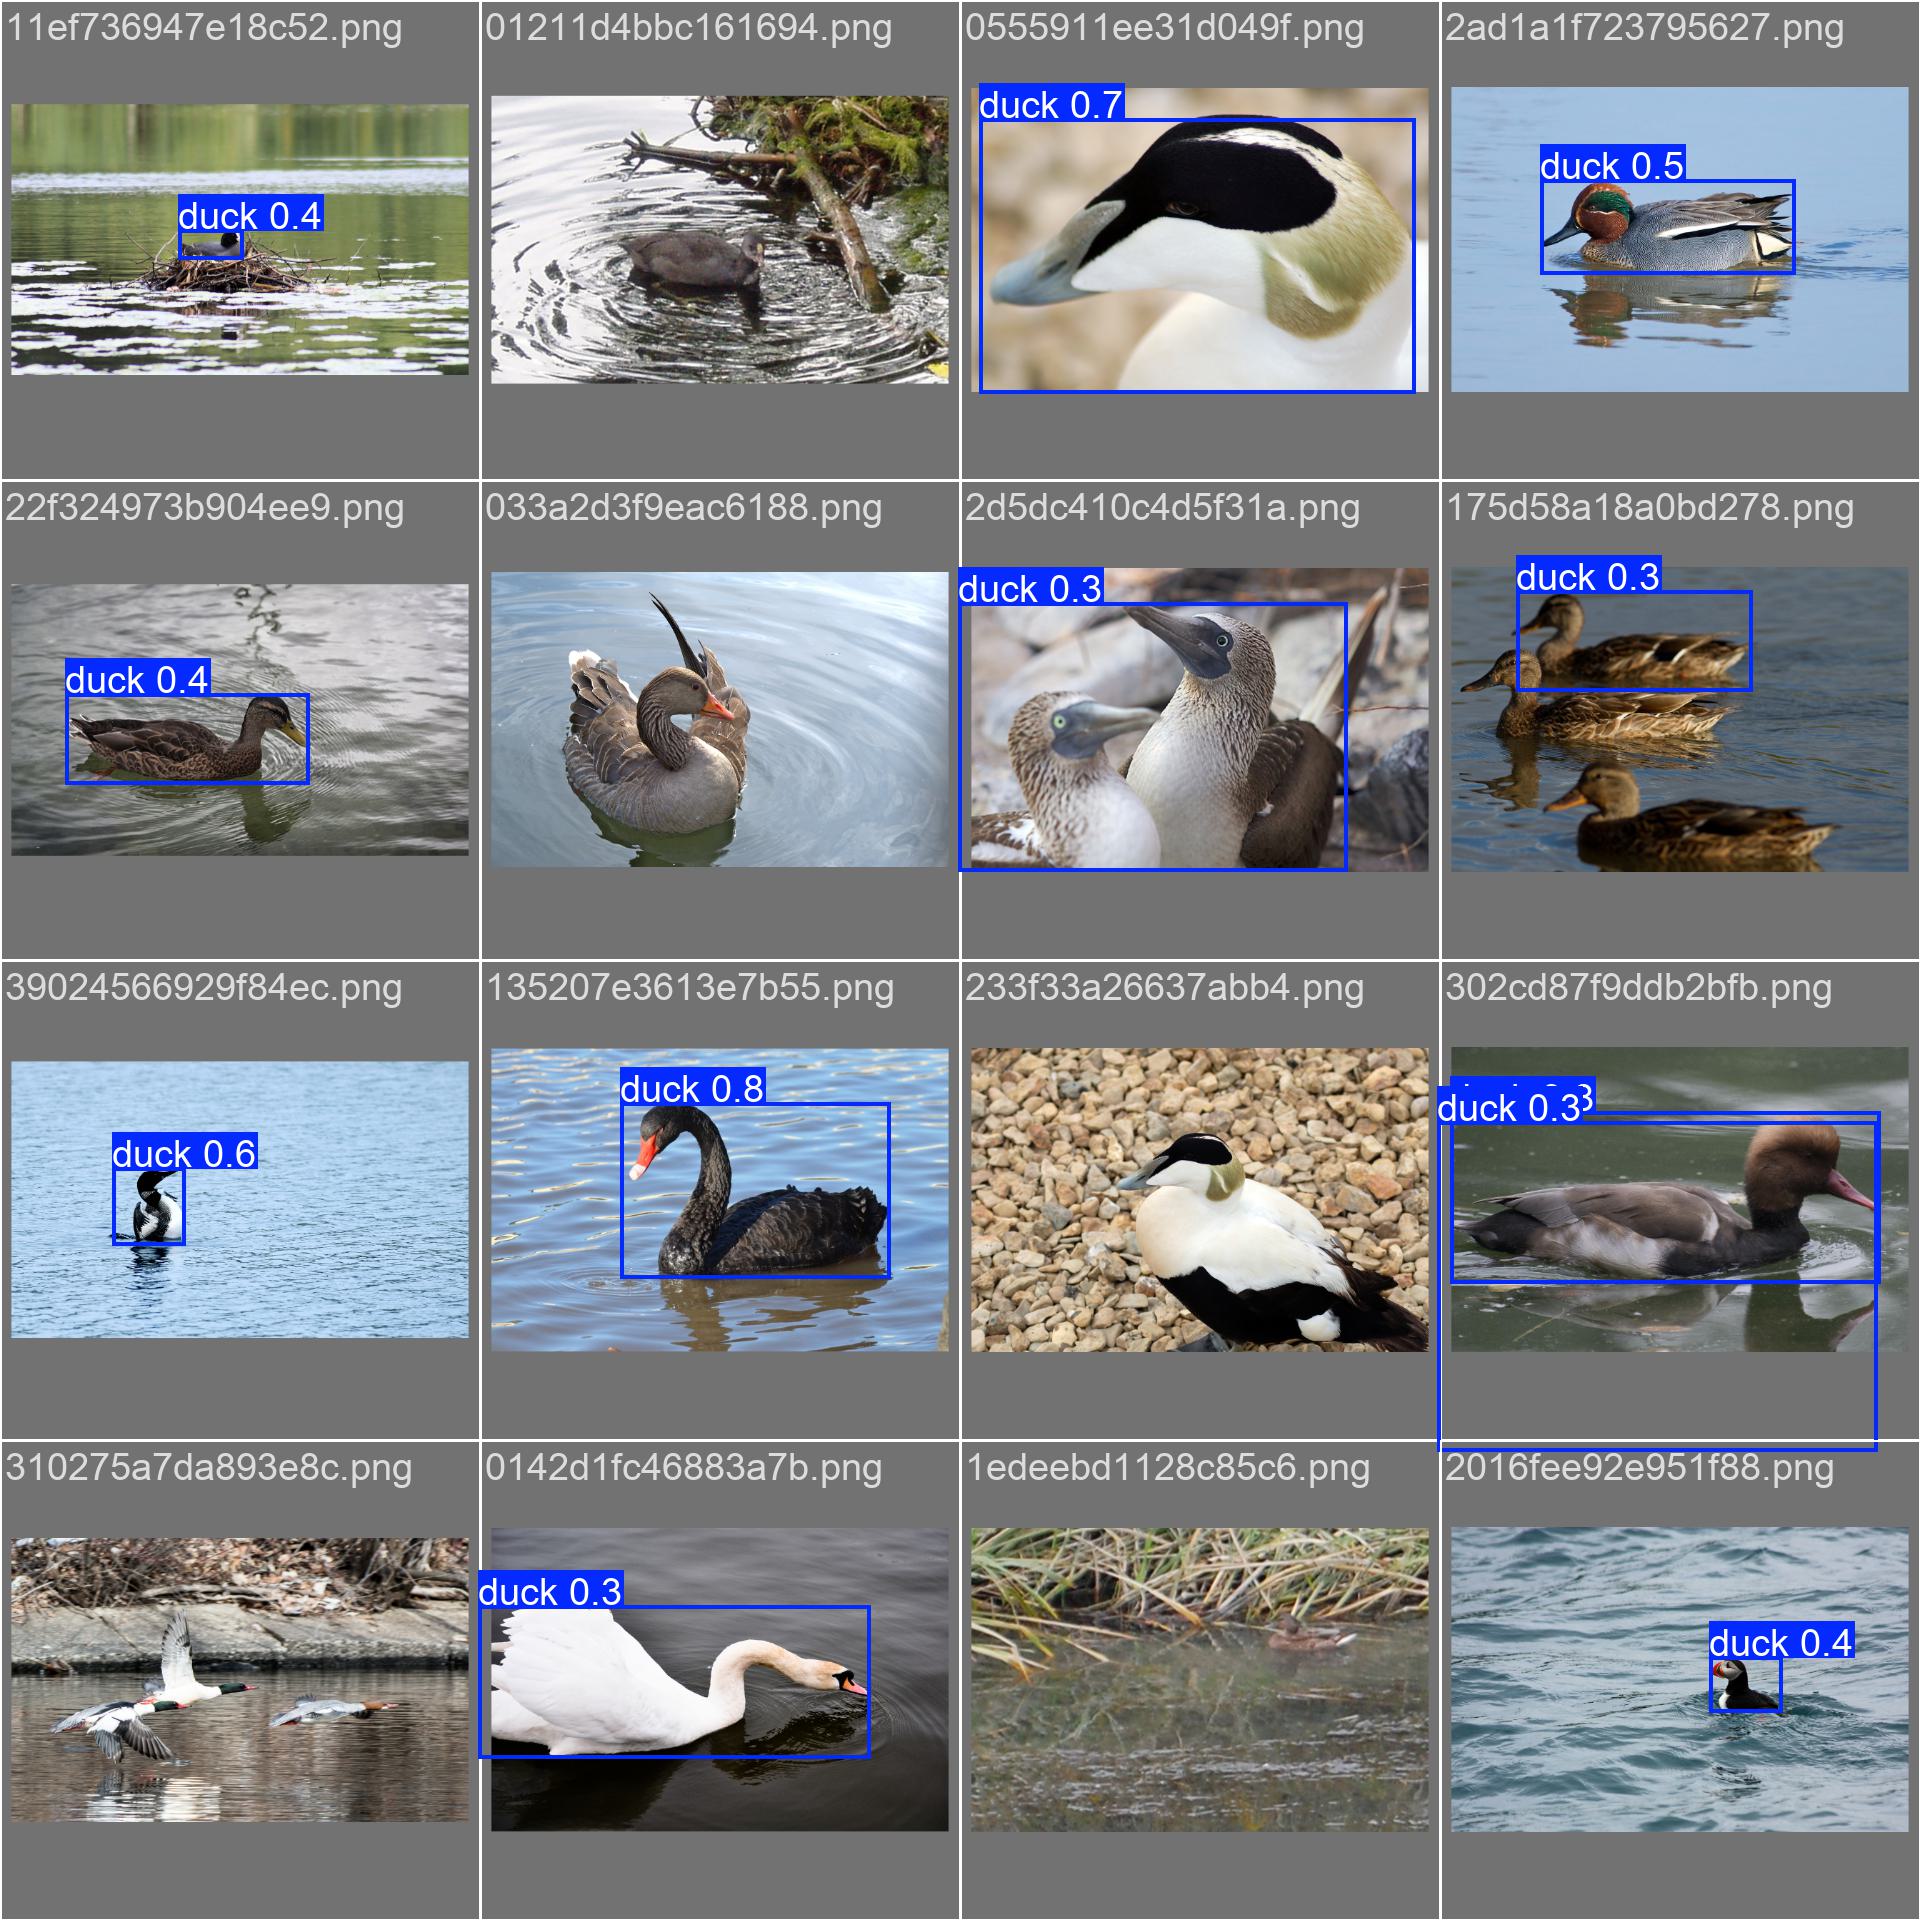 11ef736947e18c52.png
01211d4bbc161694.png
0555911ee31d049f.png
2ad1a1f723795627.png
duck 0.4
duck 0.7
duck 0.5
22f324973b904ee9.png
033a2d3f9eac6188.png
2d5dc410c4d5f31a.png
175d58a18a0bd278.png
duck 0.4
duck 0.3
duck 0.3
39024566929f84ec.png
135207e3613e7b55.png
233f33a26637abb4.png
302cd87f9ddb2bfb.png
duck 0.6
duck 0.8
duck 0.3
310275a7da893e8c.png
0142d1fc46883a7b.png
1edeebd1128c85c6.png
2016fee92e951f88.png
duck 0.3
duck 0.4